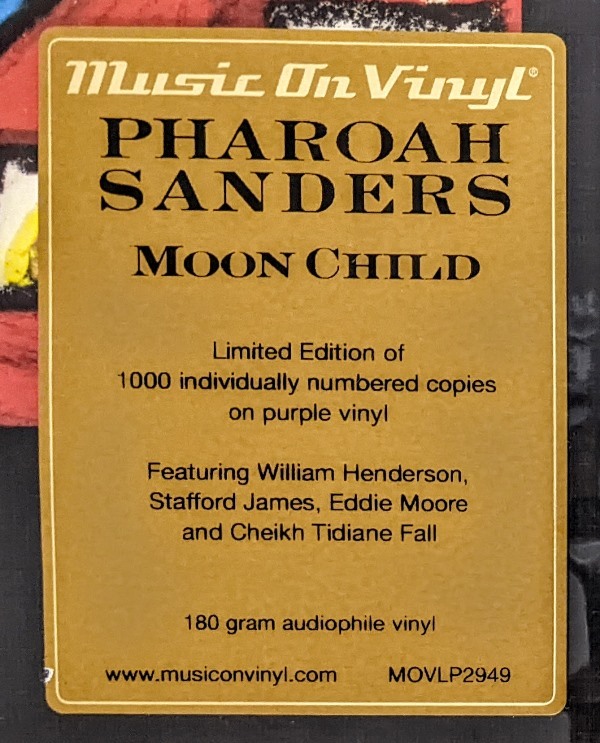 Music On Vinyl®
PHAROAH
SANDERS
MOON CHILD
Limited Edition of
1000 individually numbered copies
on purple vinyl
Featuring William Henderson,
Stafford James, Eddie Moore
and Cheikh Tidiane Fall
180 gram audiophile vinyl
www.musiconvinyl.com MOVLP2949